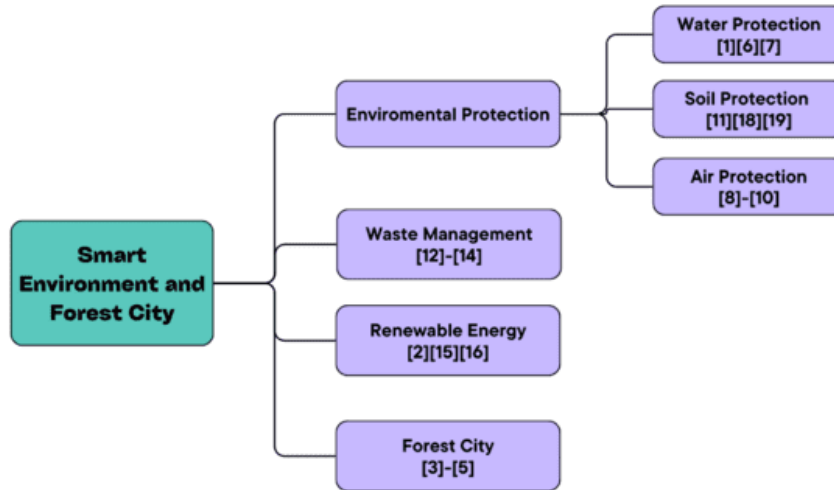 Smart
Environment and
Forest City
Enviromental Protection
Water Protection
[1][6][7]
Soil Protection
[11][18][19]
Air Protection
[8]-[10]
Waste Management
[12]-[14]
Renewable Energy
[2][15][16]
Forest City
[3]-[5]